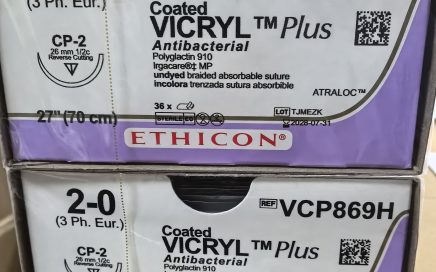 (3 Ph. Eur.)
Coated
VICRYL™ Plus
Antibacterial
Polyglactin 910
Irgacare®‡ MP
undyed braided absorbable suture
incolora trenzada sutura absorbible
CP-2
26 mm 1/2c
Reverse Cutting
ATRALOC™
27" (70 cm)
36 x
STERILE EO
LOT TJMEZK
2028-07-31
ETHICON®
2-0
(3 Ph. Eur.)
REF VCP869H
Coated
VICRYL™ Plus
Antibacterial
Polyglactin 910
CP-2
26 mm 1/2c
Reverse Cutting